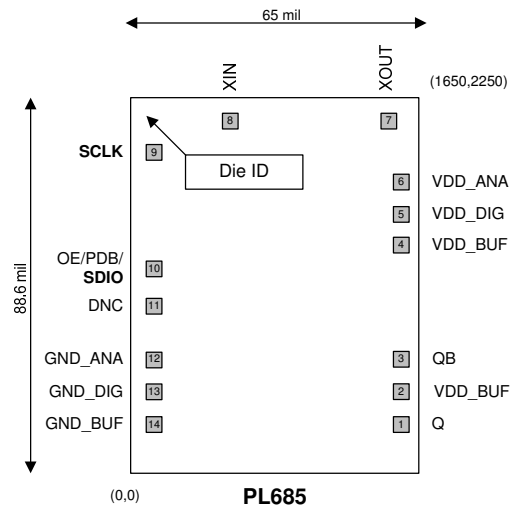 65 mil
XIN
XOUT
(1650,2250)
8
7
SCLK
9
Die ID
6
VDD_ANA
5
VDD_DIG
4
VDD_BUF
OE/PDB/
SDIO
10
DNC
11
88.6 mil
GND_ANA
12
3
QB
GND_DIG
13
2
VDD_BUF
GND_BUF
14
1
Q
(0,0)
PL685